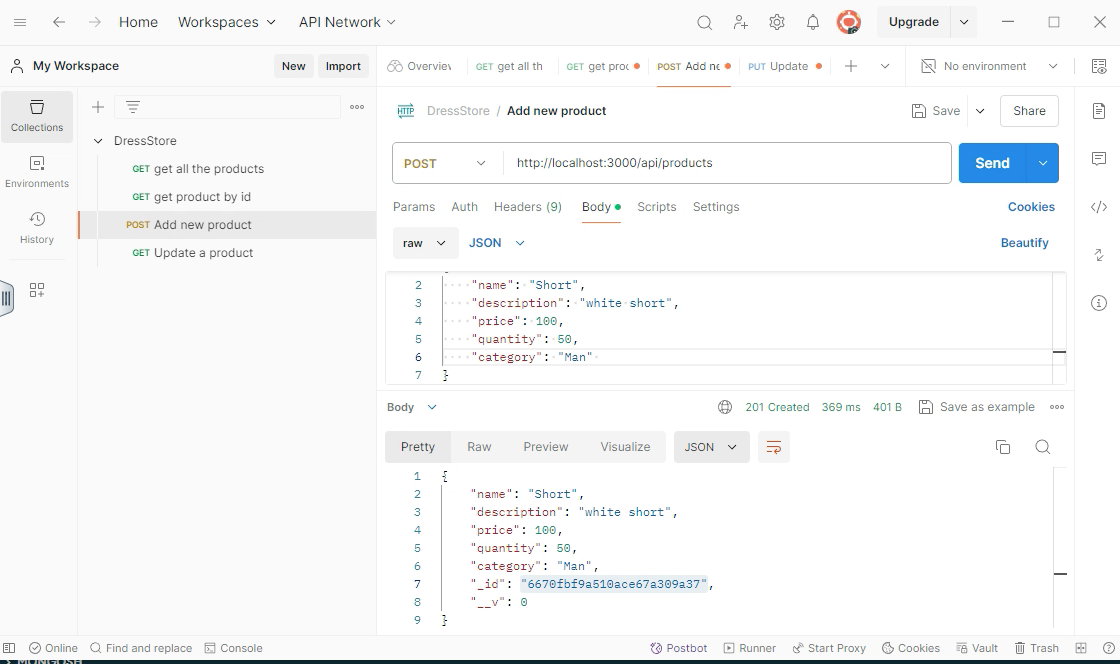 Home Workspaces API Network Upgrade
My Workspace New Import
Overview GET get all th GET get proc POST Add ne PUT Update No environment
DressStore / Add new product Save Share
Collections
Environments
History
DressStore
GET get all the products
GET get product by id
POST Add new product
GET Update a product
HTTP
POST http://localhost:3000/api/products Send
Params Auth Headers (9) Body Scripts Settings Cookies
raw JSON Beautify
2 "name": "Short",
3 "description": "white short",
4 "price": 100,
5 "quantity": 50,
6 "category": "Man"
7 }
Body 201 Created 369 ms 401 B Save as example
Pretty Raw Preview Visualize JSON
1 {
2 "name": "Short",
3 "description": "white short",
4 "price": 100,
5 "quantity": 50,
6 "category": "Man",
7 "_id": "6670fbf9a510ace67a309a37",
8 "__v": 0
9 }
Online Find and replace Console Postbot Runner Start Proxy Cookies Vault Trash
MONGOSH